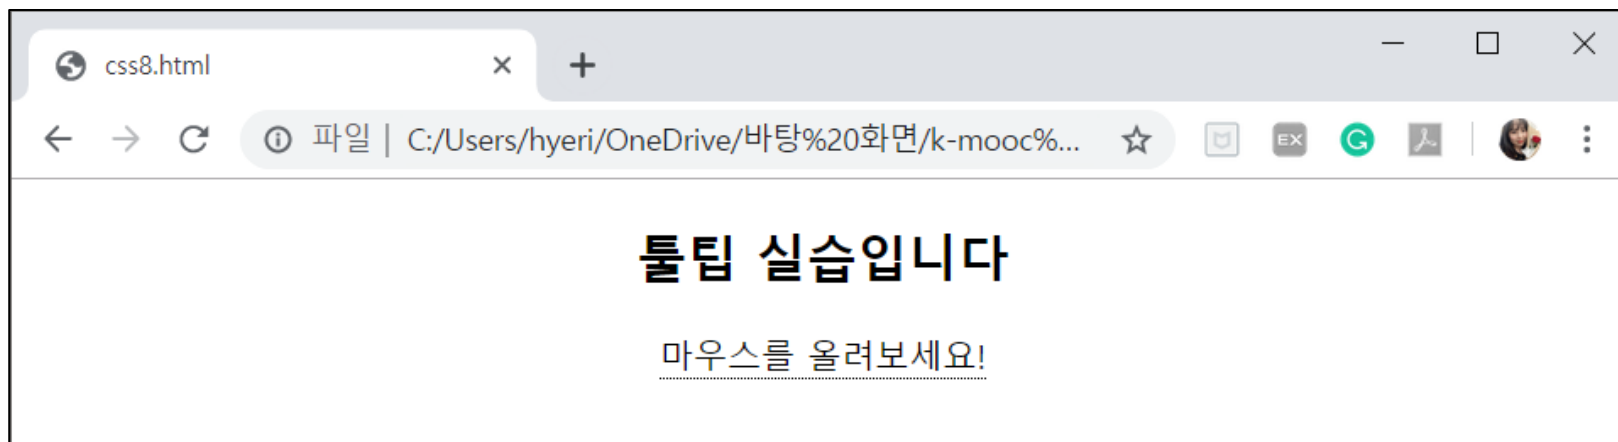 css8.html
파일 | C:/Users/hyeri/OneDrive/바탕%20화면/k-mooc%... EX
툴팁 실습입니다
마우스를 올려보세요!